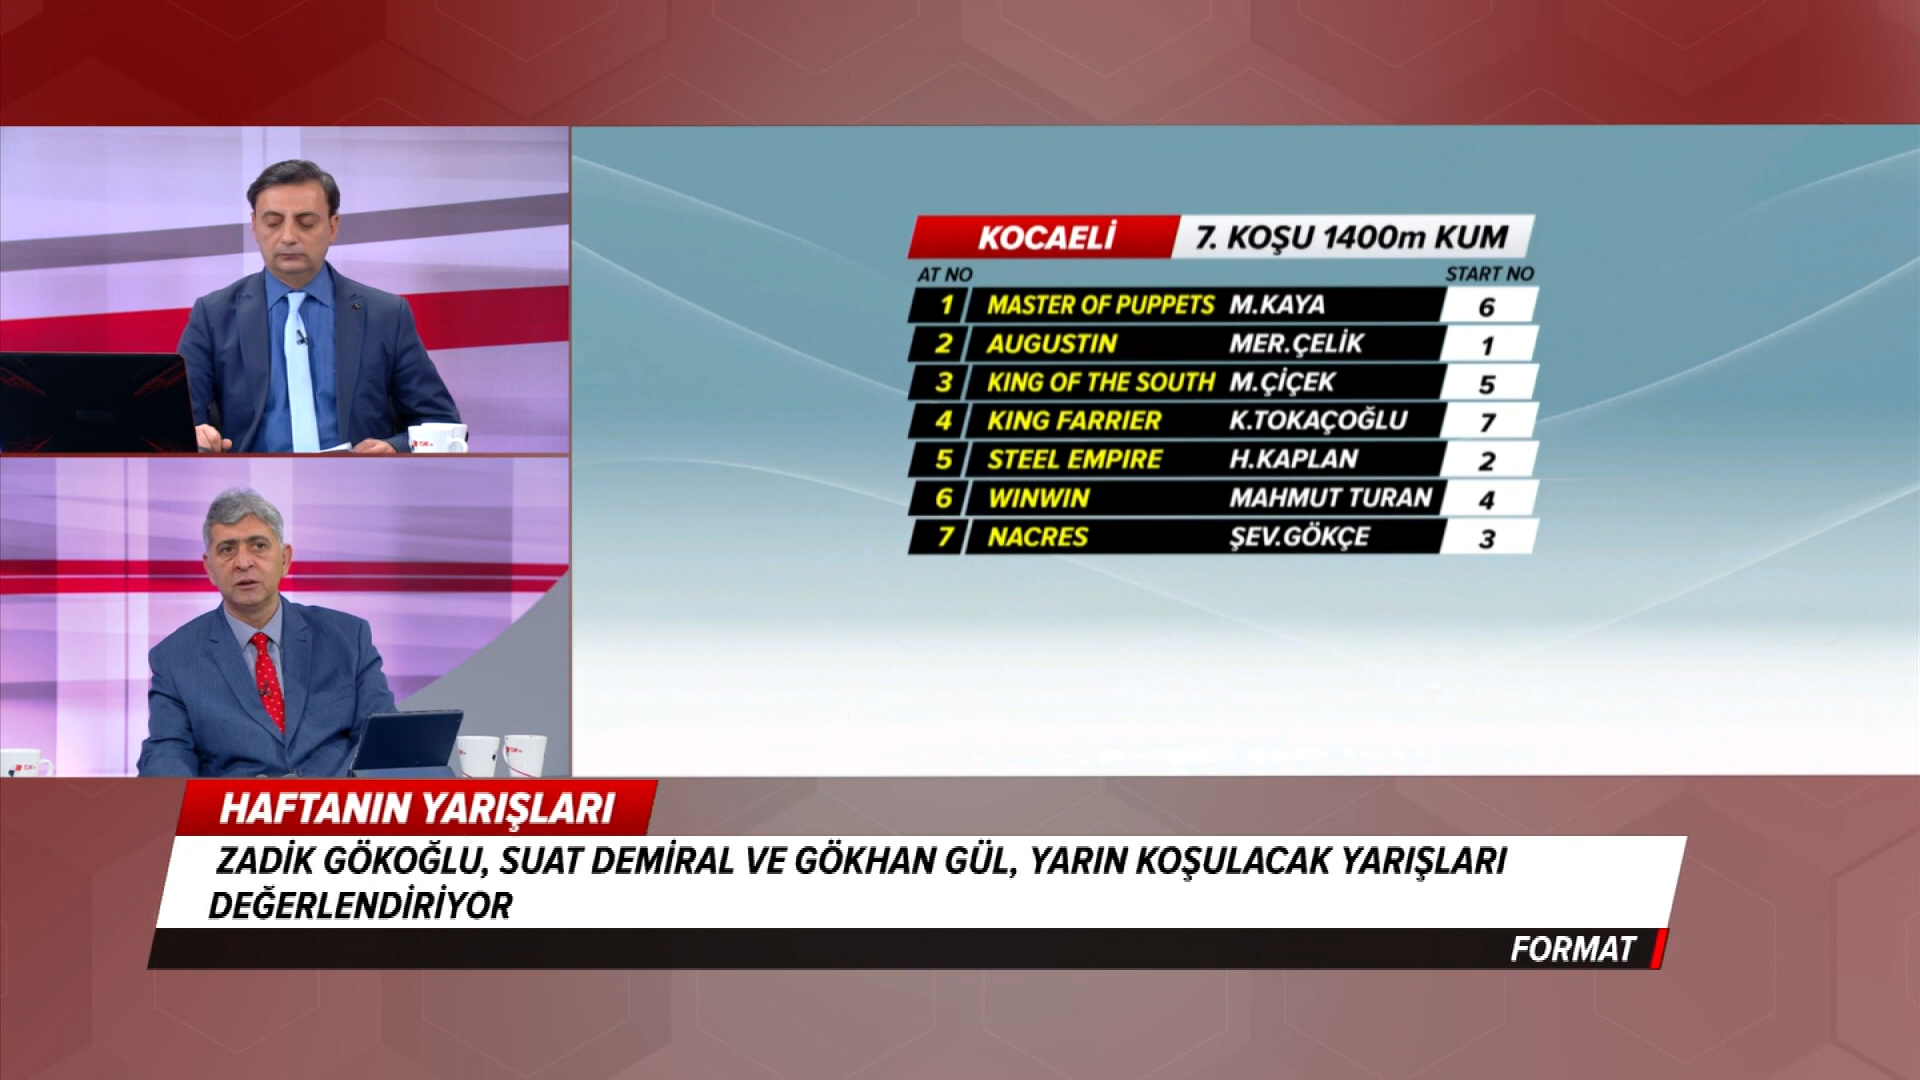 KOCAELİ 7. KOŞU 1400m KUM
AT NO START NO
1 MASTER OF PUPPETS M.KAYA 6
2 AUGUSTIN MER.ÇELİK 1
3 KING OF THE SOUTH M.ÇİÇEK 5
4 KING FARRIER K.TOKAÇOĞLU 7
5 STEEL EMPIRE H.KAPLAN 2
6 WINWIN MAHMUT TURAN 4
7 NACRES ŞEV.GÖKÇE 3
HAFTANIN YARIŞLARI
ZADİK GÖKOĞLU, SUAT DEMİRAL VE GÖKHAN GÜL, YARIN KOŞULACAK YARIŞLARI
DEĞERLENDİRİYOR
FORMAT